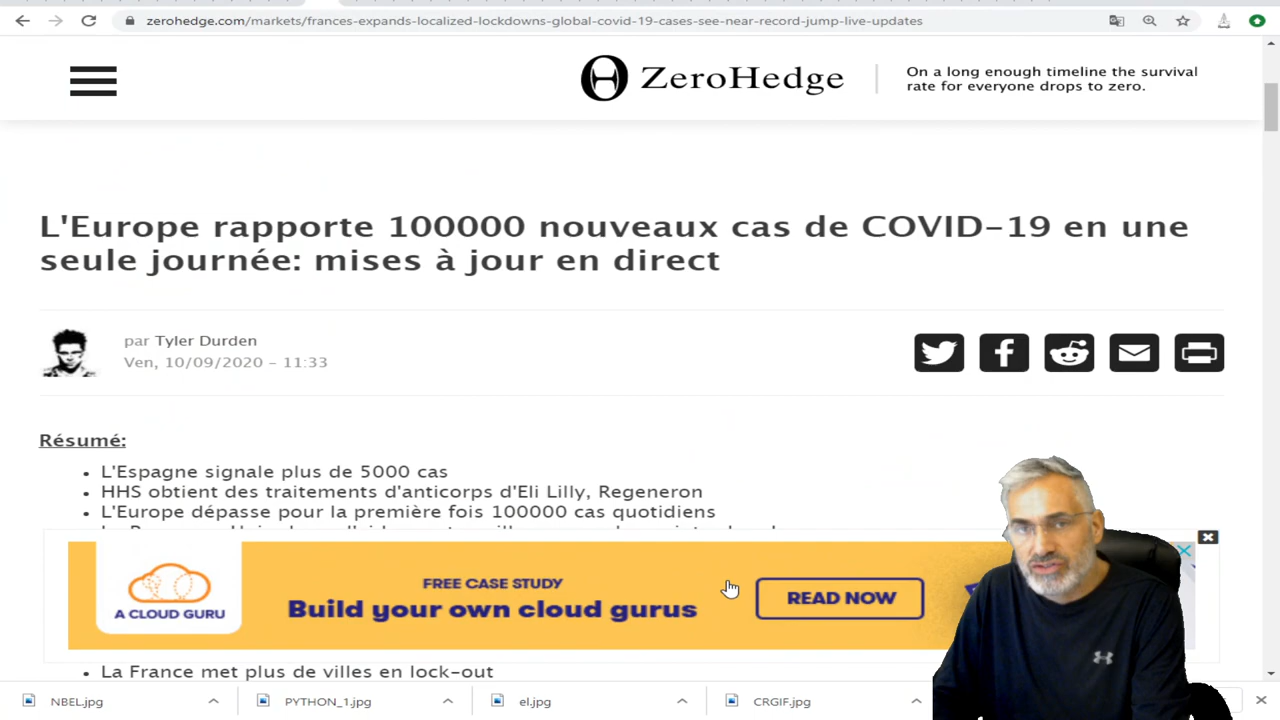 zerohedge.com/markets/frances-expands-localized-lockdowns-global-covid-19-cases-see-near-record-jump-live-updates
ZeroHedge
On a long enough timeline the survival
rate for everyone drops to zero.
L'Europe rapporte 100000 nouveaux cas de COVID-19 en une
seule journée: mises à jour en direct
par Tyler Durden
Ven, 10/09/2020 - 11:33
Résumé:
L'Espagne signale plus de 5000 cas
HHS obtient des traitements d'anticorps d'Eli Lilly, Regeneron
L'Europe dépasse pour la première fois 100000 cas quotidiens
A CLOUD GURU
FREE CASE STUDY
Build your own cloud gurus
READ NOW
La France met plus de villes en lock-out
NBEL.jpg
PYTHON_1.jpg
el.jpg
CRGIF.jpg